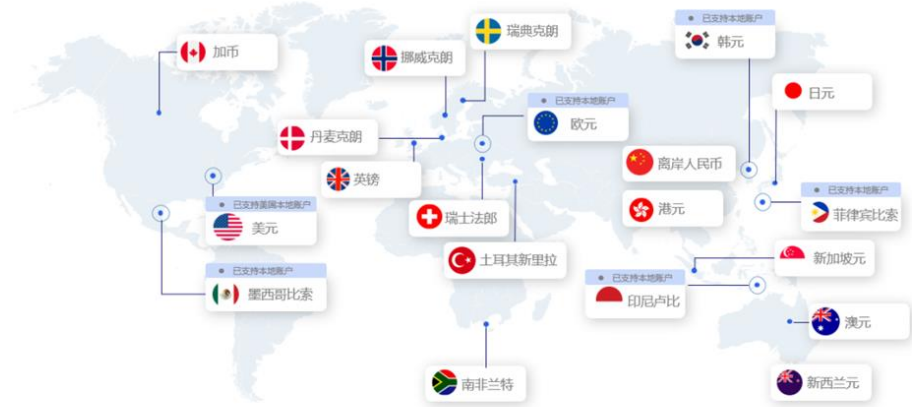 加币
挪威克朗
瑞典克朗
已支持本地账户
韩元
日元
已支持本地账户
欧元
丹麦克朗
英镑
离岸人民币
港元
已支持美国本地账户
美元
瑞士法郎
已支持本地账户
菲律宾比索
土耳其新里拉
新加坡元
已支持本地账户
墨西哥比索
已支持本地账户
印尼卢比
澳元
南非兰特
新西兰元